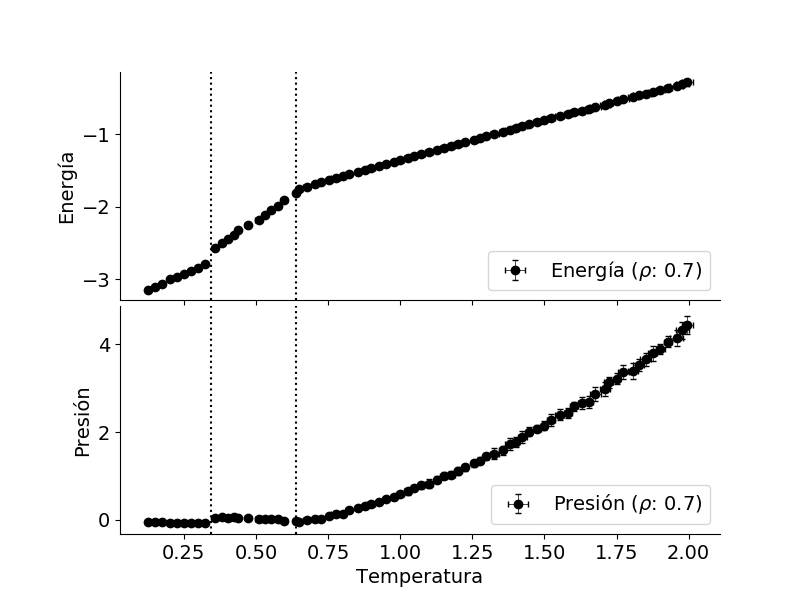 Energía
−1
−2
−3
Energía (ρ: 0.7)
Presión
4
2
0
Presión (ρ: 0.7)
0.25 0.50 0.75 1.00 1.25 1.50 1.75 2.00
Temperatura